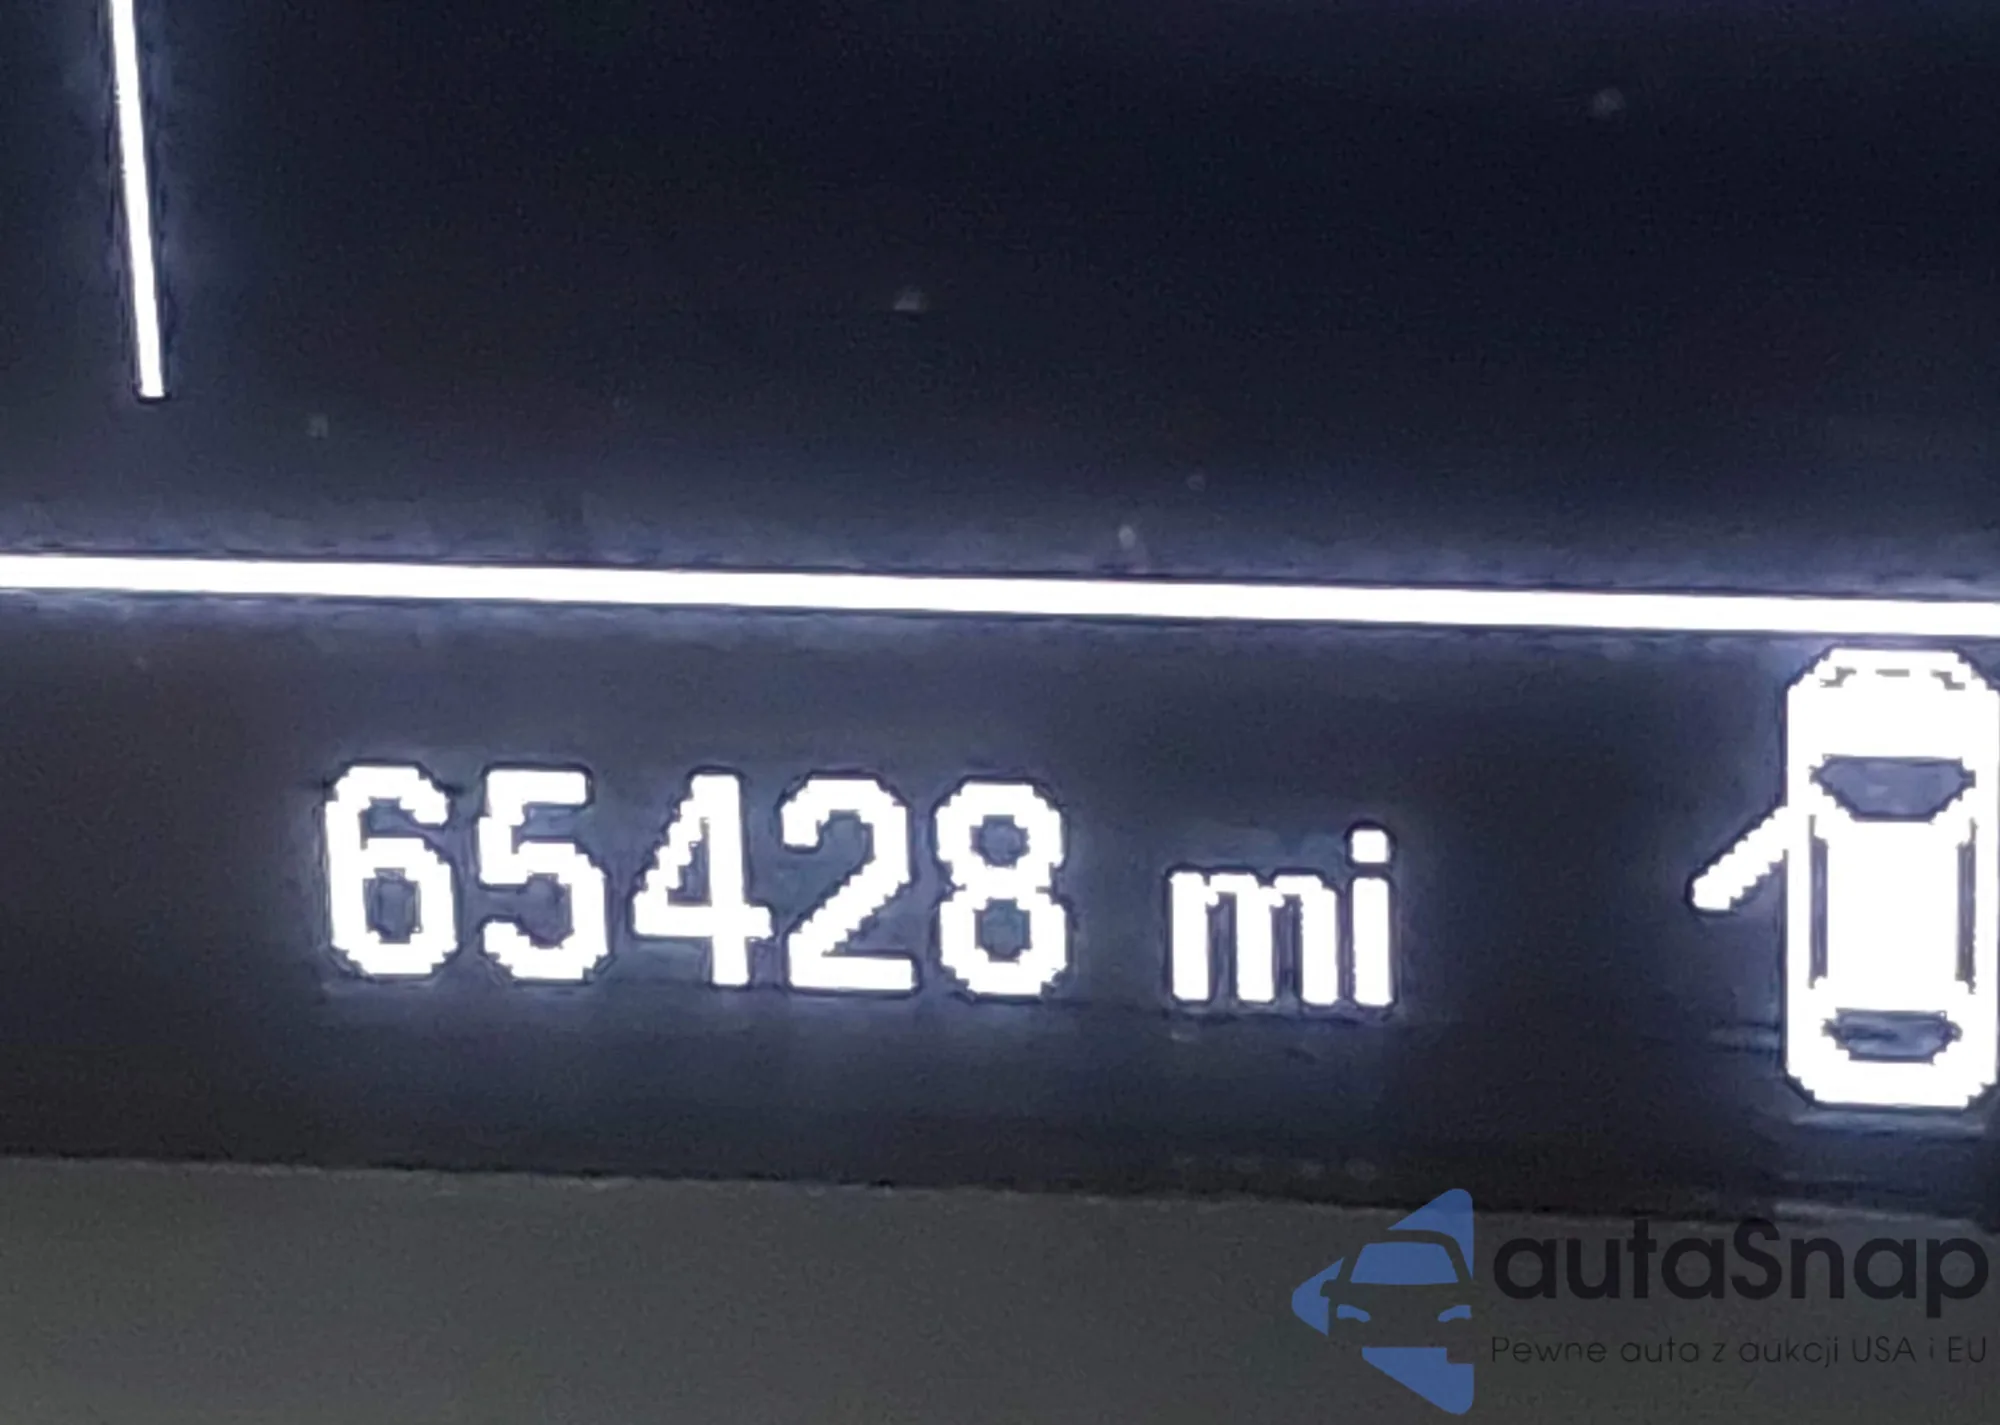 65428 mi
autaSnap
Pewne auta z aukcji USA i EU